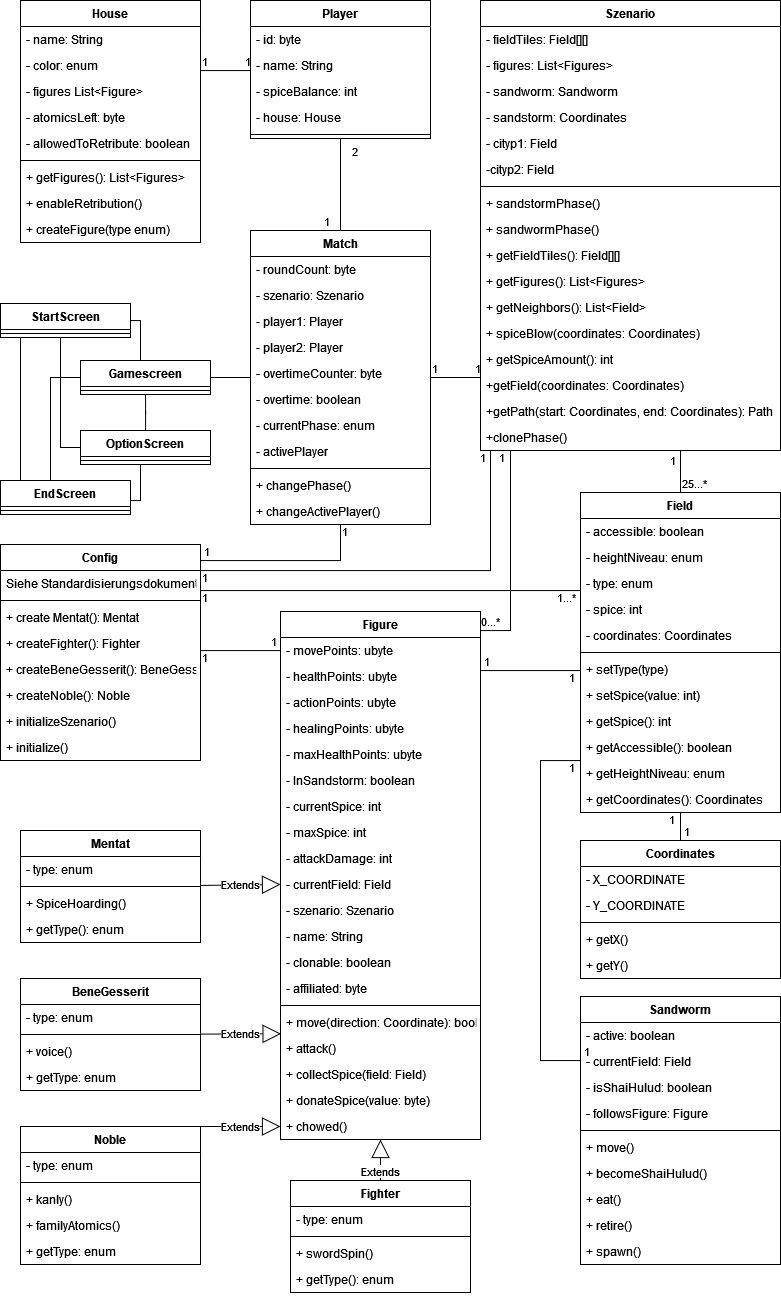 House
- name: String
- color: enum
- figures List<Figure>
- atomicsLeft: byte
- allowedToRetribute: boolean
+ getFigures(): List<Figures>
+ enableRetribution()
+ createFigure(type enum)
1
1
Player
- id: byte
- name: String
- spiceBalance: int
- house: House
2
1
Szenario
- fieldTiles: Field[][]
- figures: List<Figures>
- sandworm: Sandworm
- sandstorm: Coordinates
- cityp1: Field
-cityp2: Field
+ sandstormPhase()
+ sandwormPhase()
+ getFieldTiles(): Field[][]
+ getFigures(): List<Figures>
+ getNeighbors(): List<Field>
+ spiceBlow(coordinates: Coordinates)
+ getSpiceAmount(): int
+getField(coordinates: Coordinates)
+getPath(start: Coordinates, end: Coordinates): Path
+clonePhase()
Match
- roundCount: byte
- szenario: Szenario
- player1: Player
- player2: Player
- overtimeCounter: byte
- overtime: boolean
- currentPhase: enum
- activePlayer
+ changePhase()
+ changeActivePlayer()
1
1
StartScreen
Gamescreen
OptionScreen
EndScreen
1
1
1
1
25...*
Config
Siehe Standardisierungsdokument
+ create Mentat(): Mentat
+ createFighter(): Fighter
+ createBeneGesserit(): BeneGess
+ createNoble(): Noble
+ initializeSzenario()
+ initialize()
1
1
1
1
1
1...*
0...*
Field
- accessible: boolean
- heightNiveau: enum
- type: enum
- spice: int
- coordinates: Coordinates
+ setType(type)
+ setSpice(value: int)
+ getSpice(): int
+ getAccessible(): boolean
+ getHeightNiveau: enum
+ getCoordinates(): Coordinates
1
1
1
1
1
Figure
- movePoints: ubyte
- healthPoints: ubyte
- actionPoints: ubyte
- healingPoints: ubyte
- maxHealthPoints: ubyte
- InSandstorm: boolean
- currentSpice: int
- maxSpice: int
- attackDamage: int
- currentField: Field
- szenario: Szenario
- name: String
- clonable: boolean
- affiliated: byte
+ move(direction: Coordinate): bool
+ attack()
+ collectSpice(field: Field)
+ donateSpice(value: byte)
+ chowed()
Mentat
- type: enum
+ SpiceHoarding()
+ getType(): enum
Extends
BeneGesserit
- type: enum
+ voice()
+ getType: enum
Extends
Noble
- type: enum
+ kanly()
+ familyAtomics()
+ getType: enum
Extends
Extends
Fighter
- type: enum
+ swordSpin()
+ getType(): enum
Coordinates
- X_COORDINATE
- Y_COORDINATE
+ getX()
+ getY()
Sandworm
- active: boolean
1
- currentField: Field
- isShaiHulud: boolean
- followsFigure: Figure
+ move()
+ becomeShaiHulud()
+ eat()
+ retire()
+ spawn()